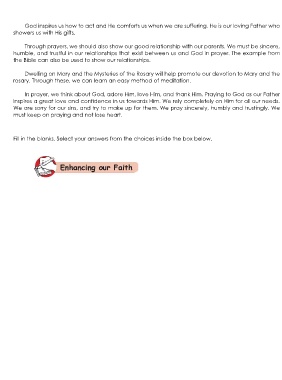 God inspires us how to act and He comforts us when we are suffering. He is our loving Father who
showers us with His gifts.
Through prayers, we should also show our good relationship with our parents. We must be sincere,
humble, and trustful in our relationships that exist between us and God in prayer. The example from
the Bible can also be used to show our relationships.
Dwelling on Mary and the Mysteries of the Rosary will help promote our devotion to Mary and the
rosary. Through these, we can learn an easy method of meditation.
In prayer, we think about God, adore Him, love Him, and thank Him. Praying to God as our Father
inspires a great love and confidence in us towards Him. We rely completely on Him for all our needs.
We are sorry for our sins, and try to make up for them. We pray sincerely, humbly and trustingly. We
must keep on praying and not lose heart.
Fill in the blanks. Select your answers from the choices inside the box below.
Enhancing our Faith